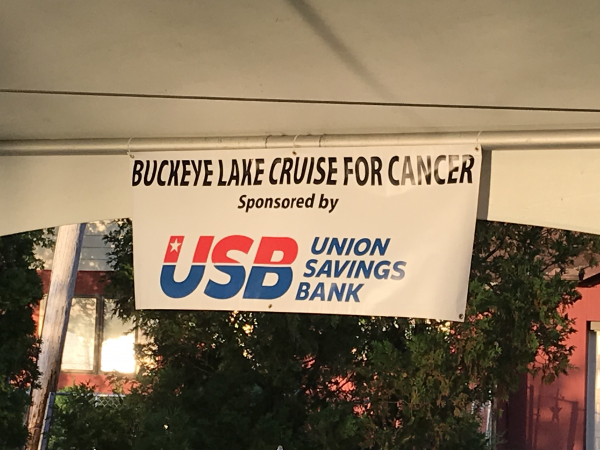 BUCKEYE LAKE CRUISE FOR CANCER
Sponsored by
USB UNION
SAVINGS
BANK